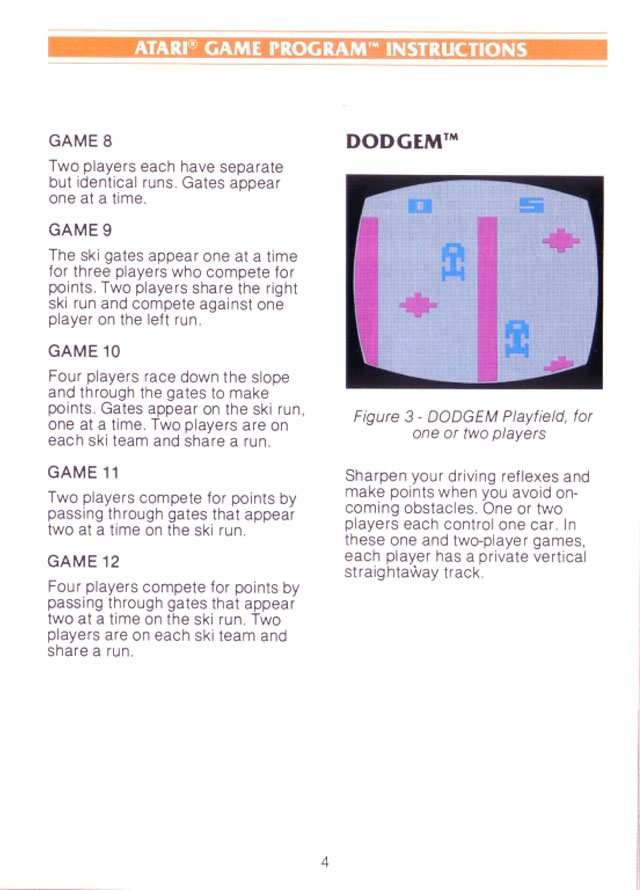 ATARI® GAME PROGRAM™ INSTRUCTIONS
GAME 8
Two players each have separate
but identical runs. Gates appear
one at a time.
GAME 9
The ski gates appear one at a time
for three players who compete for
points. Two players share the right
ski run and compete against one
player on the left run.
GAME 10
Four players race down the slope
and through the gates to make
points. Gates appear on the ski run,
one at a time. Two players are on
each ski team and share a run.
GAME 11
Two players compete for points by
passing through gates that appear
two at a time on the ski run.
GAME 12
Four players compete for points by
passing through gates that appear
two at a time on the ski run. Two
players are on each ski team and
share a run.
DODGEM™
0 5
Figure 3 - DODGEM Playfield, for
one or two players
Sharpen your driving reflexes and
make points when you avoid on-
coming obstacles. One or two
players each control one car. In
these one and two-player games,
each player has a private vertical
straightaway track.
4